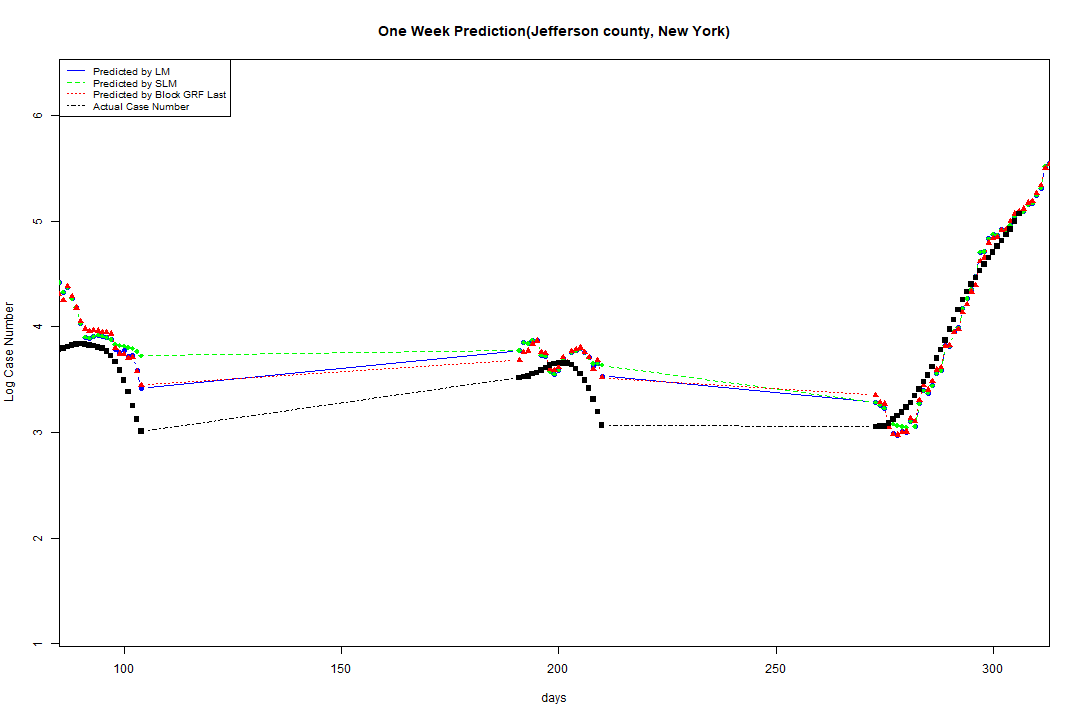 One Week Prediction(Jefferson county, New York)
Predicted by LM
Predicted by SLM
Predicted by Block GRF Last
Actual Case Number
Log Case Number
6
5
4
3
2
1
100 150 200 250 300
days